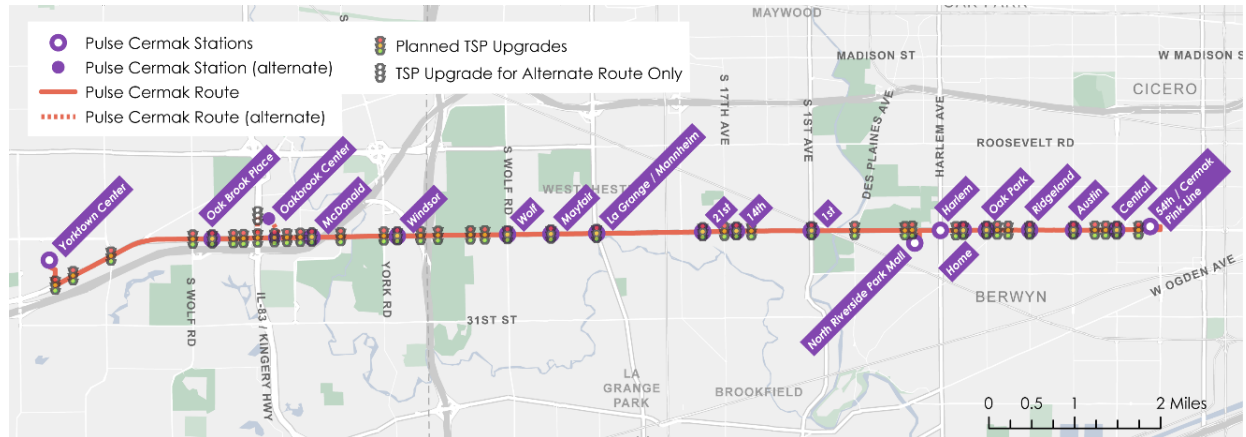 MAYWOOD
OAK PARK
Pulse Cermak Stations
Pulse Cermak Station (alternate)
Pulse Cermak Route
Pulse Cermak Route (alternate)
Planned TSP Upgrades
TSP Upgrade for Alternate Route Only
MADISON ST
W MADISON S
CICERO
S 17TH AVE
S 1ST AVE
DES PLAINES AVE
HARLEM AVE
ROOSEVELT RD
Yorktown Center
Oak Brook Place
Oakbrook Center
McDonald
Windsor
S WOLF RD
Wolf
WESTCHESTE
Mayfair
La Grange / Mannheim
21st
14th
1st
North Riverside Park Mall
Harlem
Home
Oak Park
Ridgeland
Austin
Central
54th / Cermak
Pink Line
S WOLF RD
IL-83 / KINGERY HWY
YORK RD
31ST ST
BERWYN
W OGDEN AVE
LA
GRANGE
PARK
BROOKFIELD
0 0.5 1 2 Miles